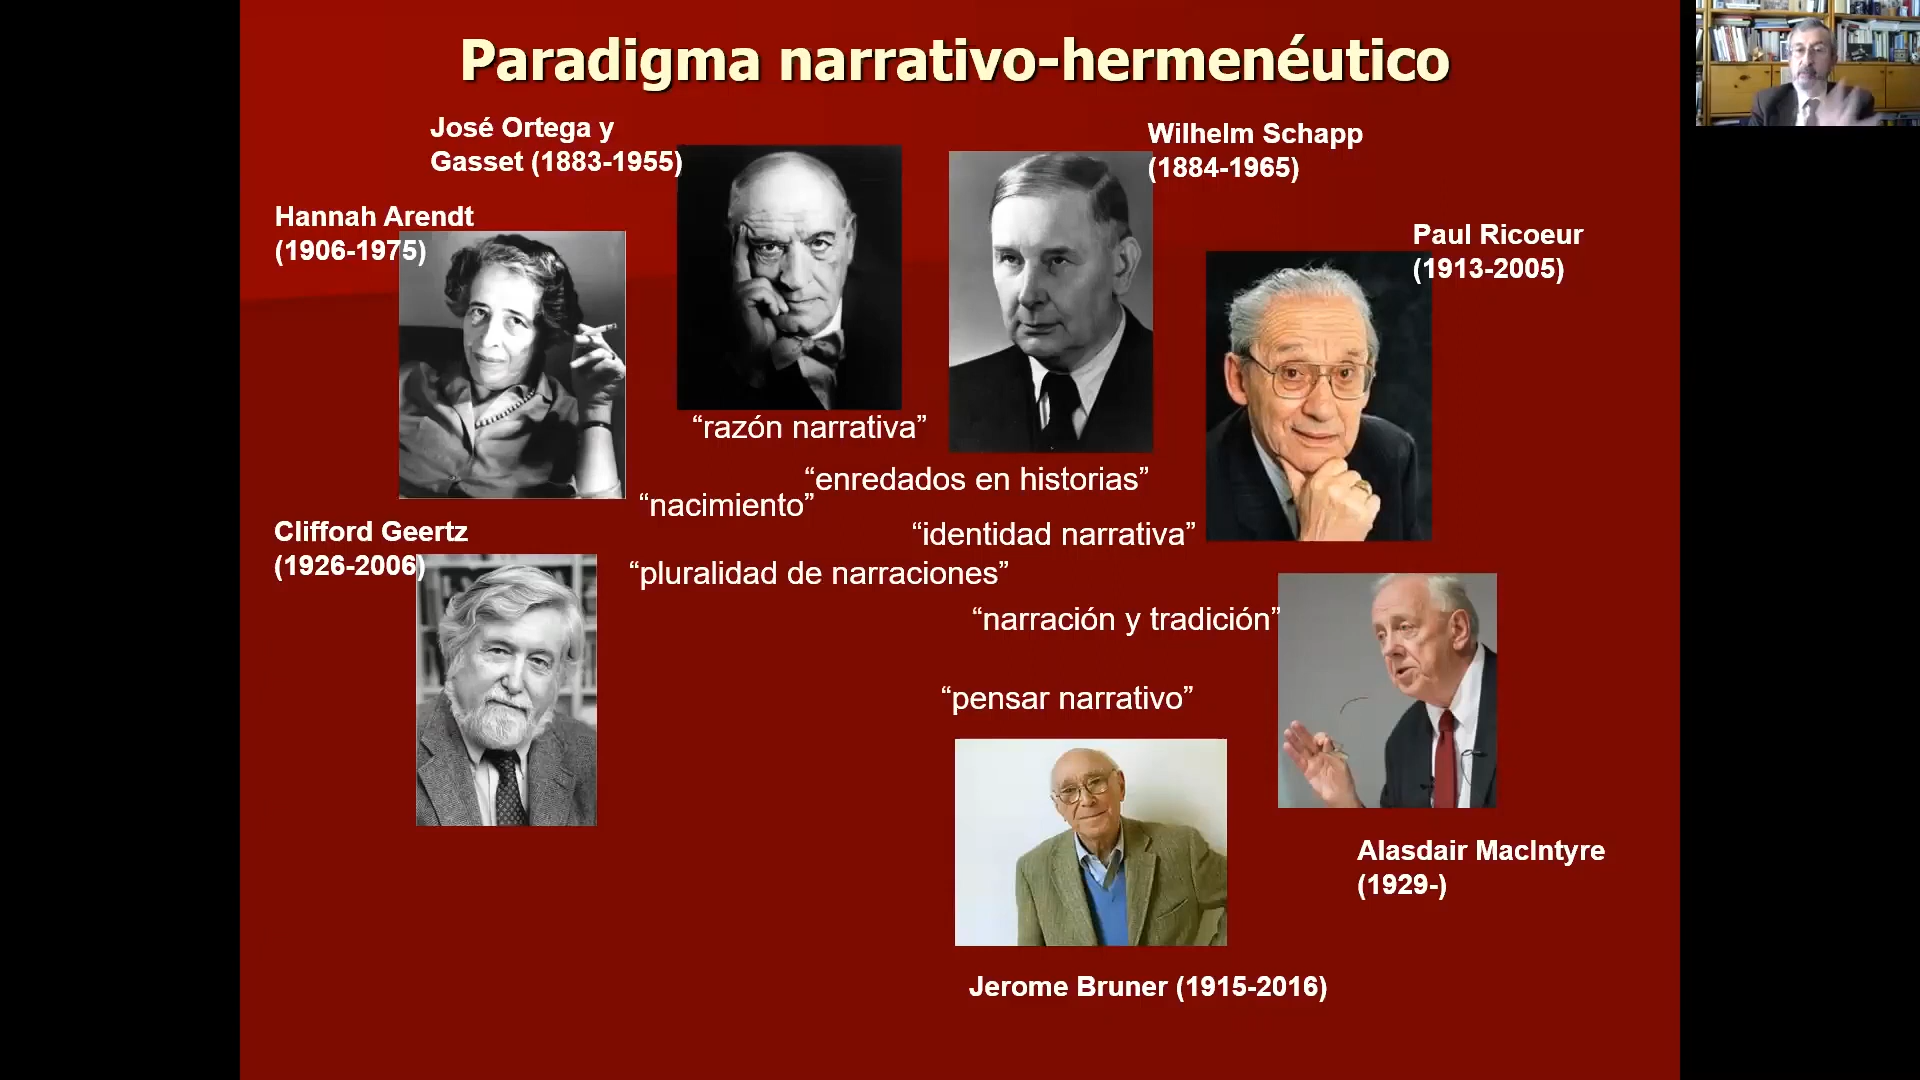 Paradigma narrativo-hermenéutico
José Ortega y
Gasset (1883-1955)
Wilhelm Schapp
(1884-1965)
Hannah Arendt
(1906-1975)
Paul Ricoeur
(1913-2005)
“razón narrativa”
“enredados en historias”
“nacimiento”
“identidad narrativa”
Clifford Geertz
(1926-2006)
“pluralidad de narraciones”
“narración y tradición”
“pensar narrativo”
Alasdair MacIntyre
(1929-)
Jerome Bruner (1915-2016)